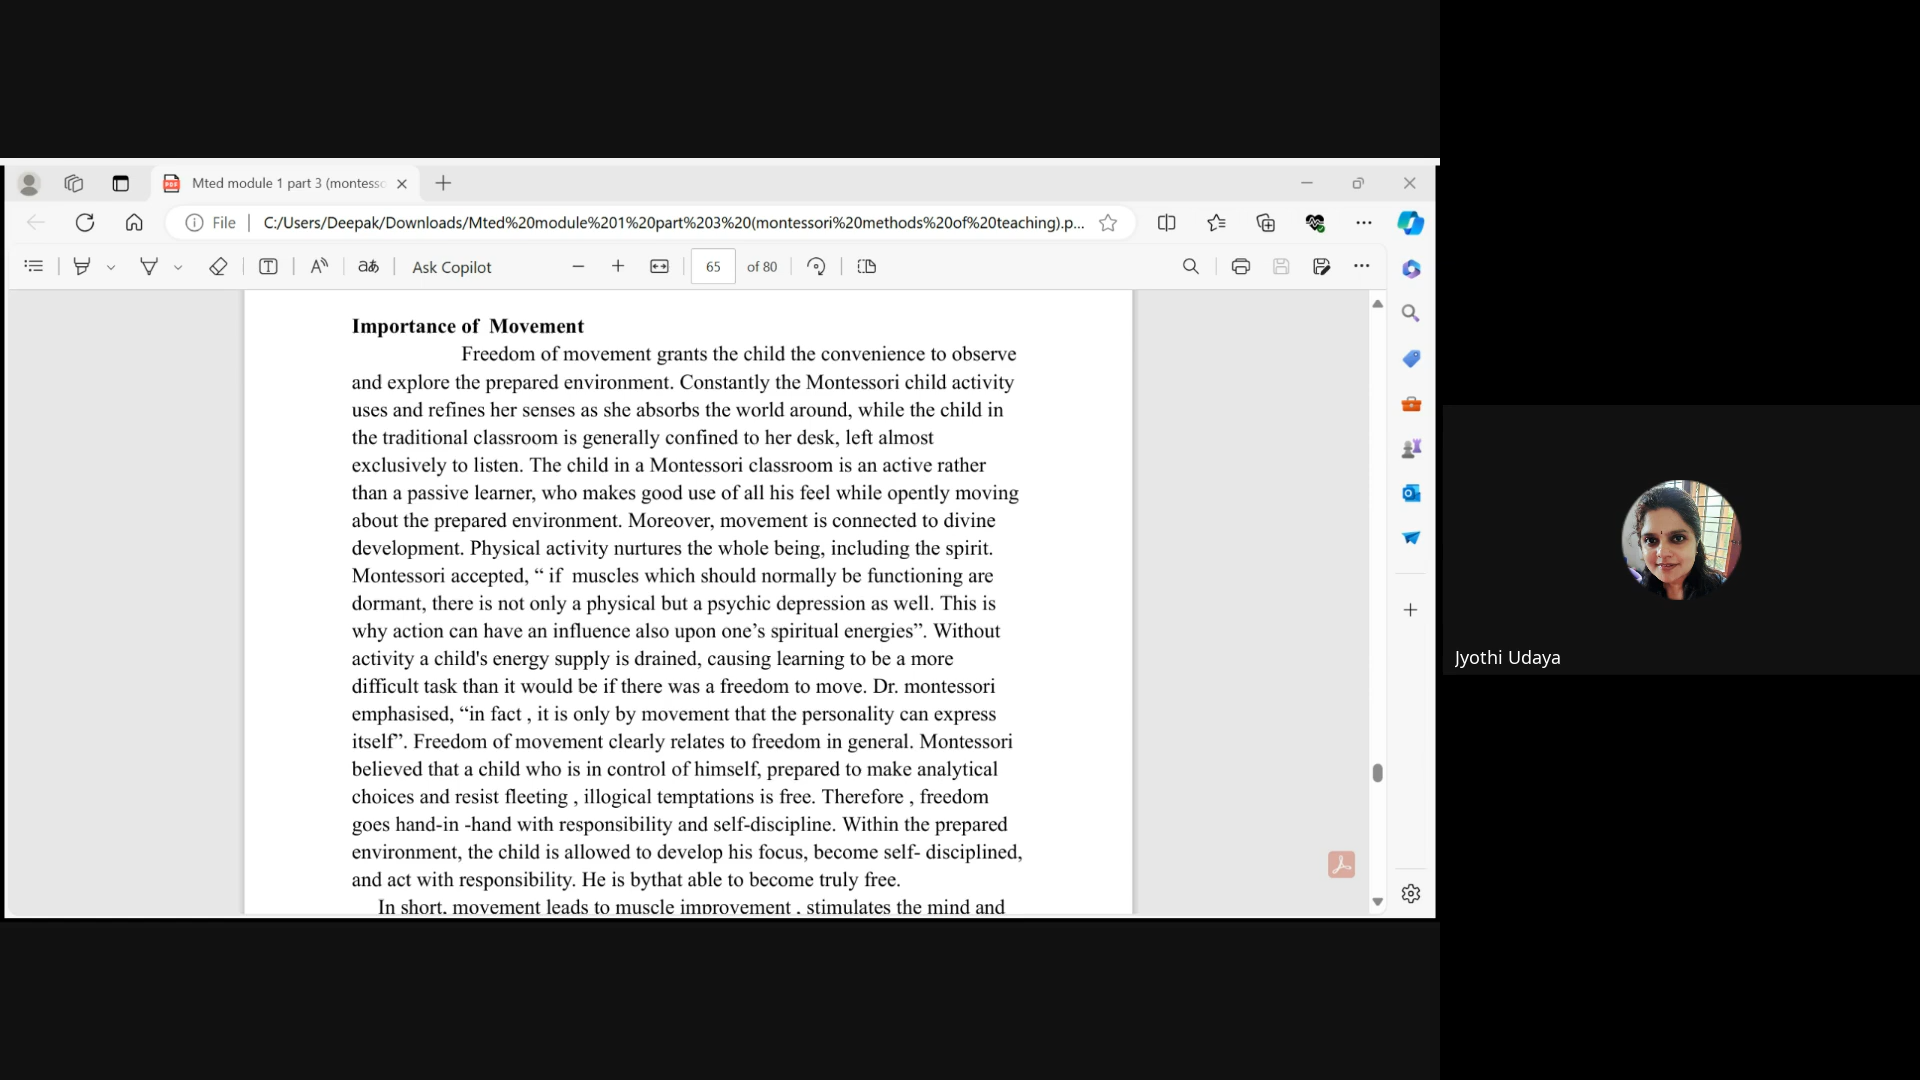 Mted module 1 part 3 (montesso
File
C:/Users/Deepak/Downloads/Mted%20module%201%20part%203%20(montessori%20methods%20of%20teaching).p...
Ask Copilot
65
of 80
Importance of  Movement
Freedom of movement grants the child the convenience to observe
and explore the prepared environment. Constantly the Montessori child activity
uses and refines her senses as she absorbs the world around, while the child in
the traditional classroom is generally confined to her desk, left almost
exclusively to listen. The child in a Montessori classroom is an active rather
than a passive learner, who makes good use of all his feel while opently moving
about the prepared environment. Moreover, movement is connected to divine
development. Physical activity nurtures the whole being, including the spirit.
Montessori accepted, “ if  muscles which should normally be functioning are
dormant, there is not only a physical but a psychic depression as well. This is
why action can have an influence also upon one’s spiritual energies”. Without
activity a child's energy supply is drained, causing learning to be a more
difficult task than it would be if there was a freedom to move. Dr. montessori
emphasised, “in fact , it is only by movement that the personality can express
itself”. Freedom of movement clearly relates to freedom in general. Montessori
believed that a child who is in control of himself, prepared to make analytical
choices and resist fleeting , illogical temptations is free. Therefore , freedom
goes hand-in -hand with responsibility and self-discipline. Within the prepared
environment, the child is allowed to develop his focus, become self- disciplined,
and act with responsibility. He is bythat able to become truly free.
In short, movement leads to muscle improvement , stimulates the mind and
Jyothi Udaya